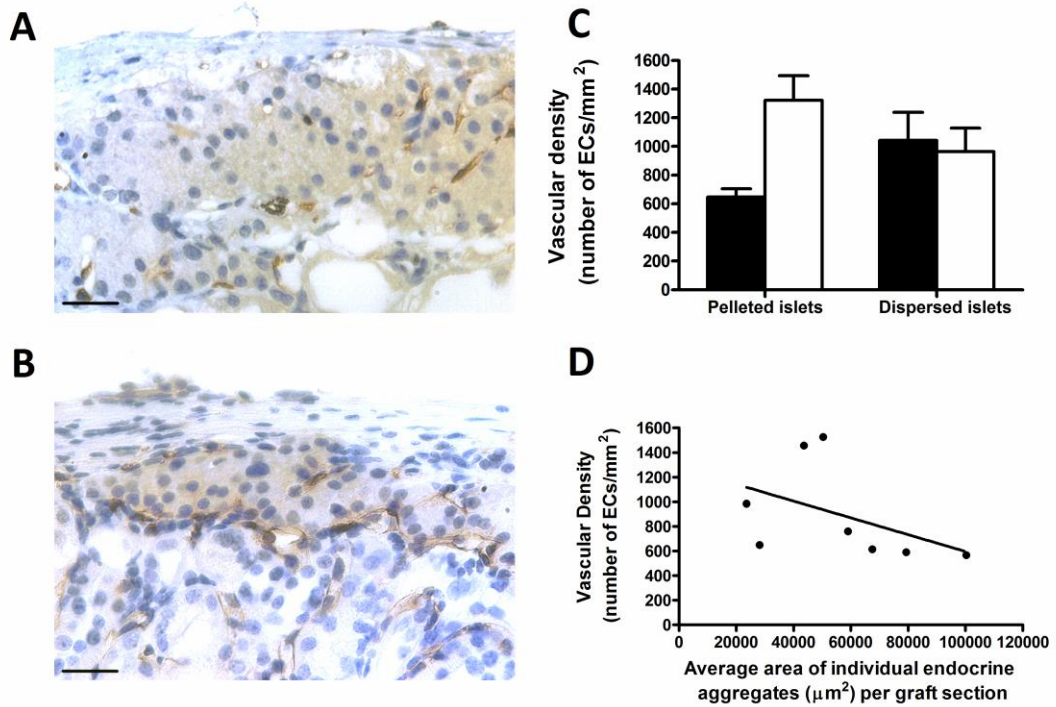 A
B
C
Vascular density
(number of ECs/mm²)
1600
1400
1200
1000
800
600
400
200
0
Pelleted islets Dispersed islets
D
Vascular Density
(number of ECs/mm²)
1600
1400
1200
1000
800
600
400
200
0
0 20000 40000 60000 80000 100000 120000
Average area of individual endocrine
aggregates (μm²) per graft section